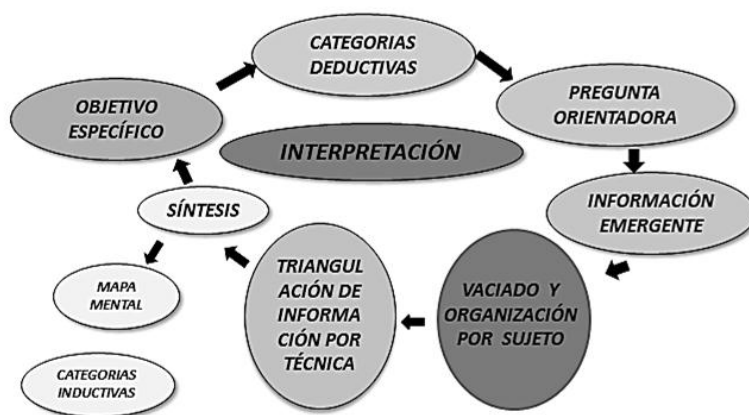 CATEGORIAS
DEDUCTIVAS
OBJETIVO
ESPECÍFICO
PREGUNTA
ORIENTADORA
INTERPRETACIÓN
SÍNTESIS
INFORMACIÓN
EMERGENTE
TRIANGUL
ACIÓN DE
INFORMA
CIÓN POR
TÉCNICA
VACIADO Y
ORGANIZACIÓN
POR SUJETO
MAPA
MENTAL
CATEGORIAS
INDUCTIVAS